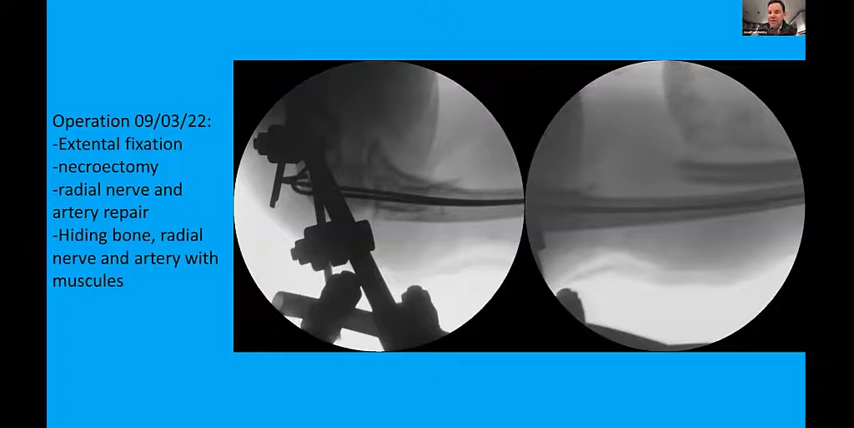 Operation 09/03/22:
-Extental fixation
-necroectomy
-radial nerve and
artery repair
-Hiding bone, radial
nerve and artery with
muscules